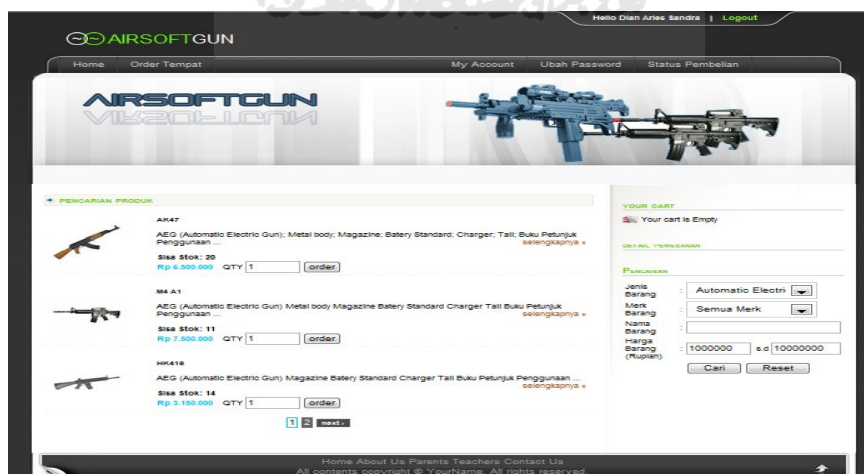 Hello Dian Aries Sandra | Logout
AIRSOFTGUN
Home Order Tempat My Account Ubah Password Status Pembelian
AIRSOFTGUN
PENCARIAN PRODUK
AK47
AEG (Automatic Electric Gun); Metal body; Magazine; Batery Standard; Charger; Tali; Buku Petunjuk
Penggunaan ...
selengkapnya »
Sisa Stok: 20
Rp 6.500.000 QTY 1 order
M4 A1
AEG (Automatic Electric Gun) Metal body Magazine Batery Standard Charger Tali Buku Petunjuk
Penggunaan ...
selengkapnya »
Sisa Stok: 11
Rp 7.500.000 QTY 1 order
HK416
AEG (Automatic Electric Gun) Magazine Batery Standard Charger Tali Buku Petunjuk Penggunaan ...
selengkapnya »
Sisa Stok: 14
Rp 3.150.000 QTY 1 order
1 2 next ›
YOUR CART
Your cart is Empty
DETAIL PEMESANAN
PENCARIAN
Jenis Barang : Automatic Electri
Merk Barang : Semua Merk
Nama Barang :
Harga Barang (Rupiah) : 1000000 s.d 10000000
Cari Reset
Home About Us Parents Teachers Contact Us
All contents copyright © YourName. All rights reserved.